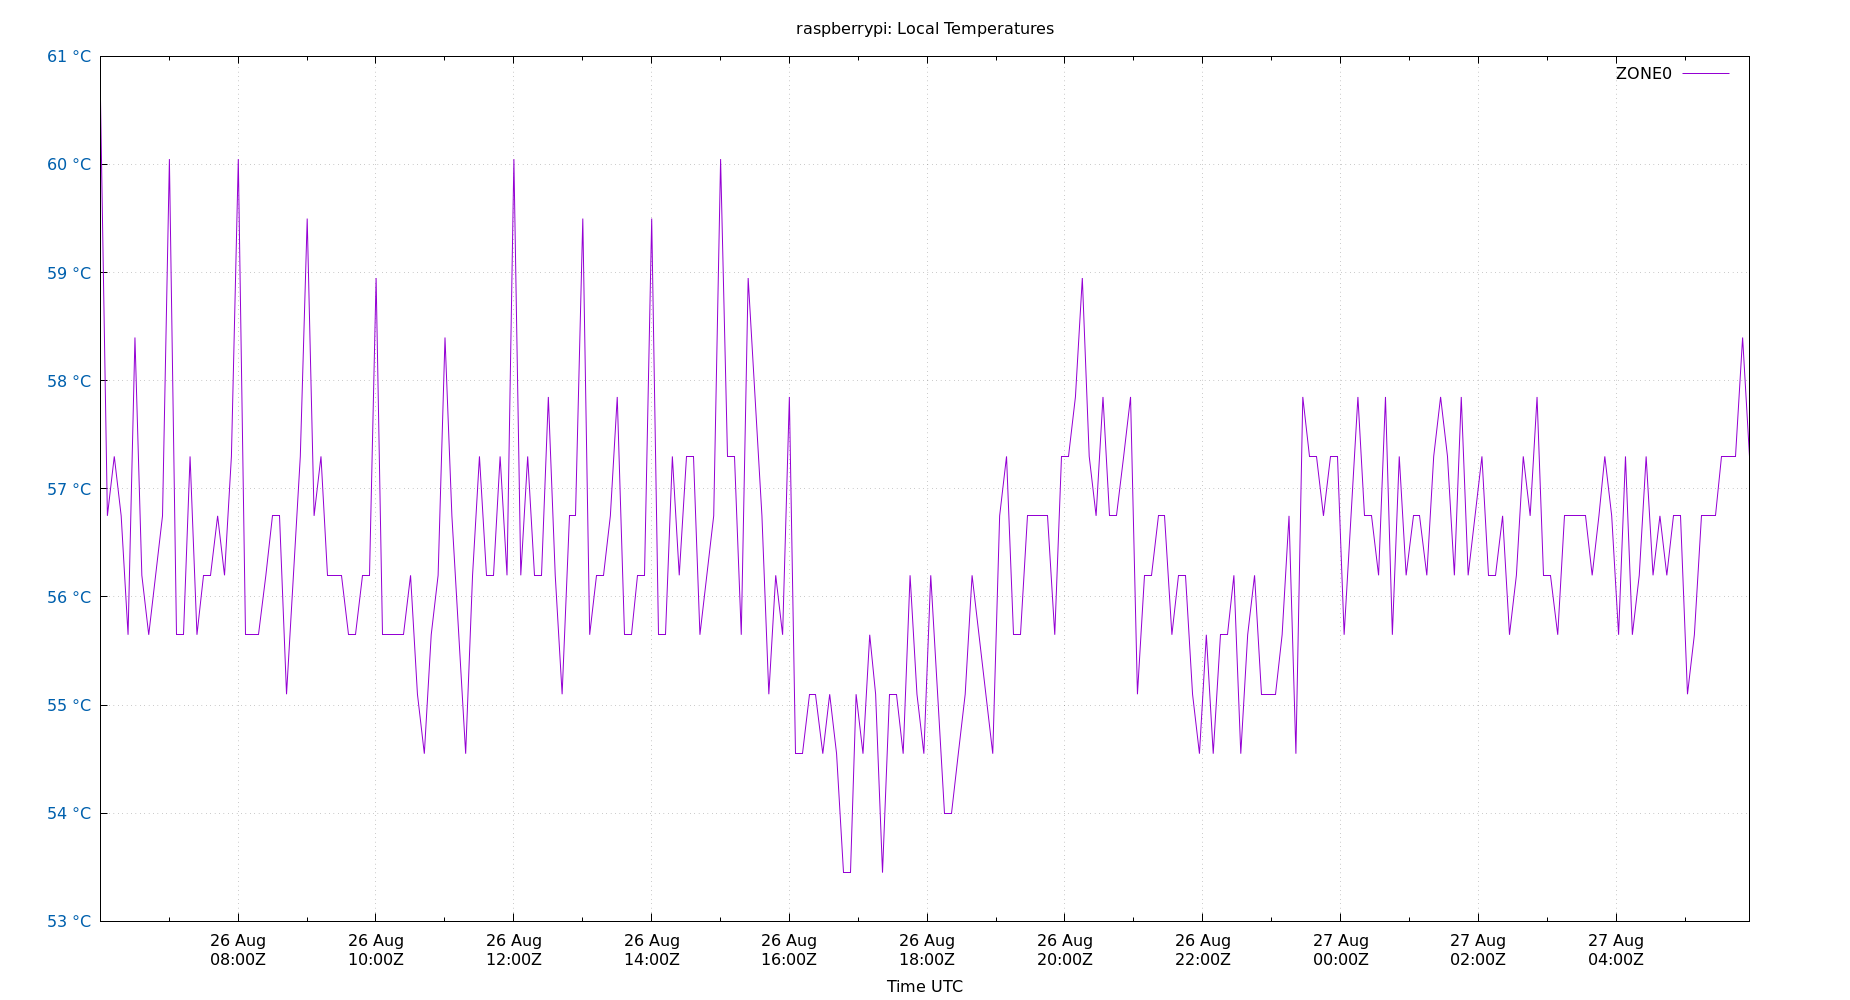 raspberrypi: Local Temperatures
61 °C
60 °C
59 °C
58 °C
57 °C
56 °C
55 °C
54 °C
53 °C
ZONE0
26 Aug
08:00Z
26 Aug
10:00Z
26 Aug
12:00Z
26 Aug
14:00Z
26 Aug
16:00Z
26 Aug
18:00Z
26 Aug
20:00Z
26 Aug
22:00Z
27 Aug
00:00Z
27 Aug
02:00Z
27 Aug
04:00Z
Time UTC